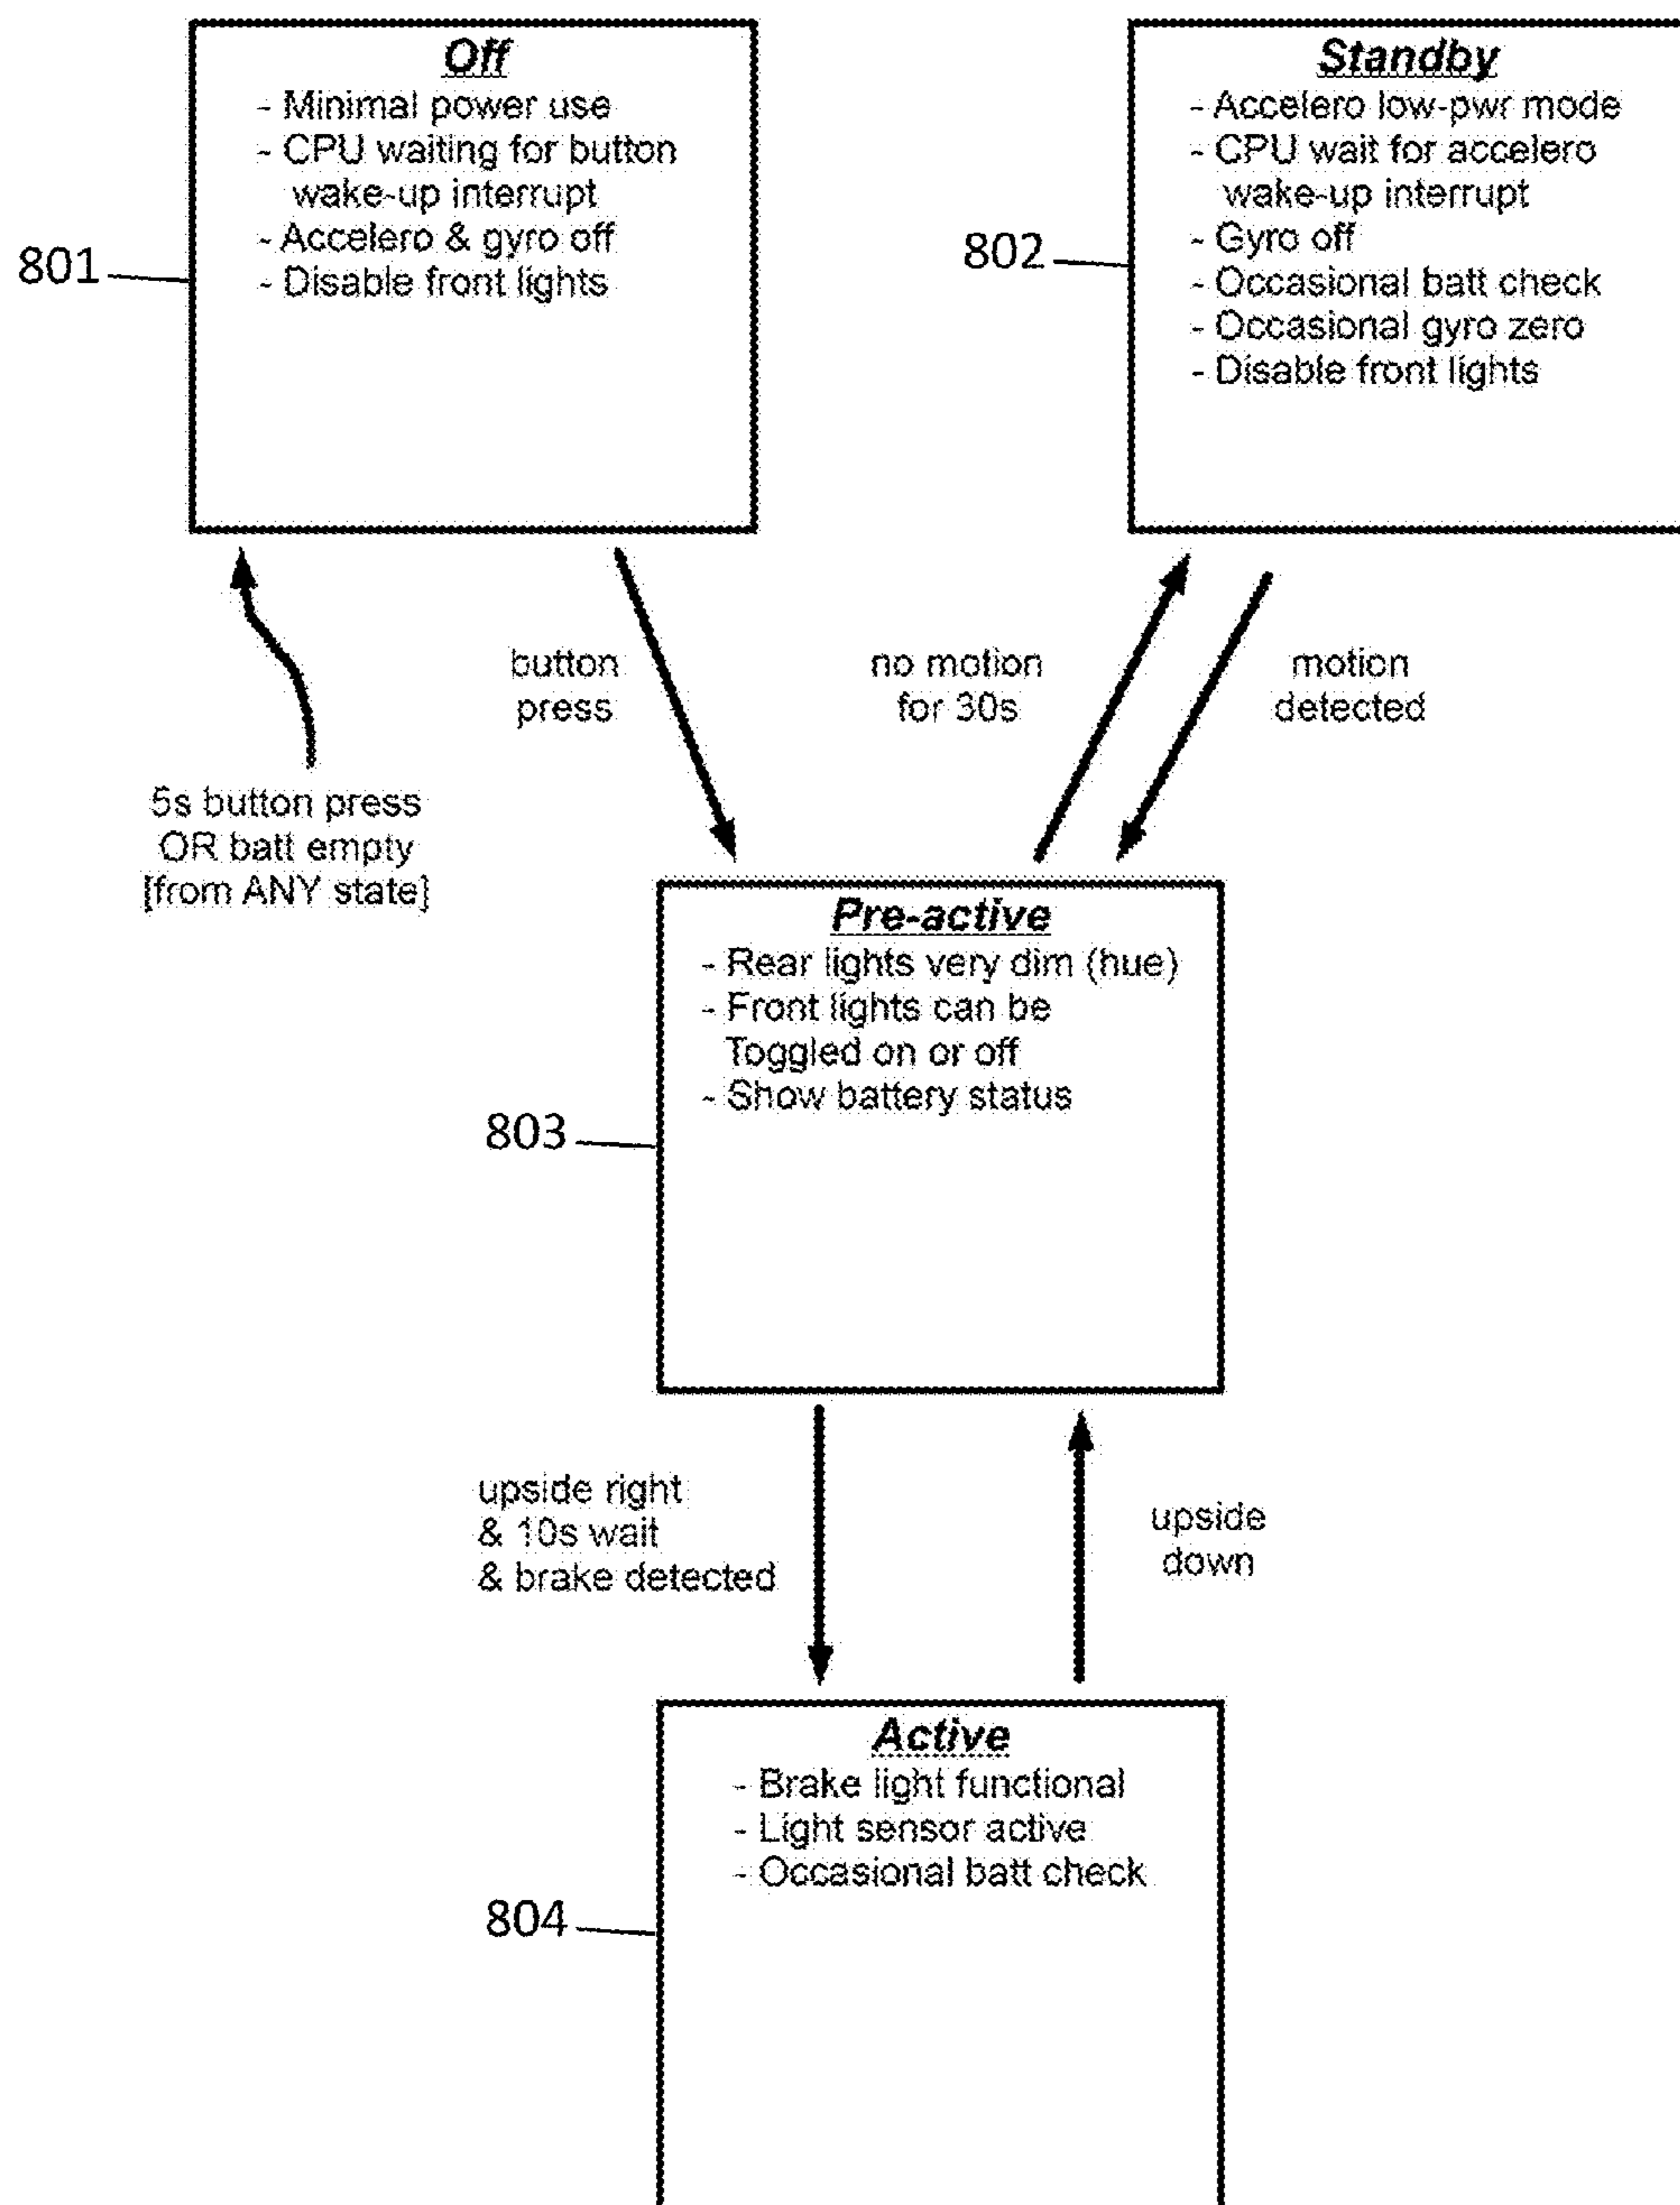 Off
- Minimal power use
- CPU waiting for button
wake-up interrupt
- Accelero & gyro off
- Disable front lights
801
Standby
- Accelero low-pwr mode
- CPU wait for accelero
wake-up interrupt
- Gyro off
- Occasional batt check
- Occasional gyro zero
- Disable front lights
802
5s button press
OR batt empty
[from ANY state]
button
press
no motion
for 30s
motion
detected
Pre-active
- Rear lights very dim (hue)
- Front lights can be
Toggled on or off
- Show battery status
803
upside right
& 10s wait
& brake detected
upside
down
Active
- Brake light functional
- Light sensor active
- Occasional batt check
804